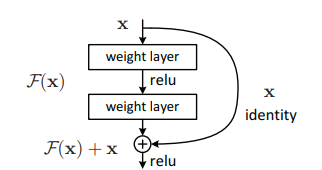 x
weight layer
F(x)
relu
x
weight layer
identity
F(x) + x
relu